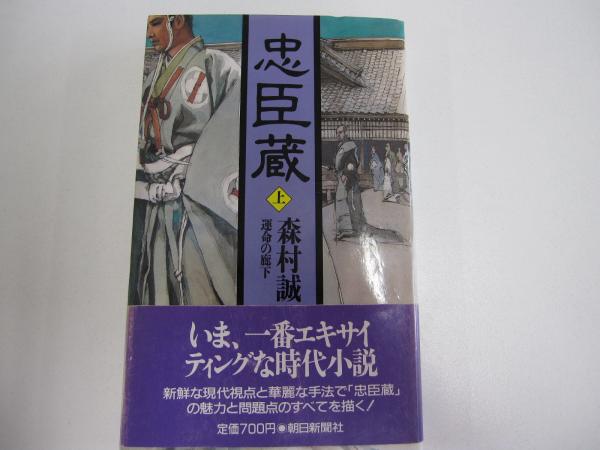 忠臣蔵
上
森村誠
運命の廊下
いま、一番エキサイ
ティングな時代小説
新鮮な現代視点と華麗な手法で「忠臣蔵」
の魅力と問題点のすべてを描く!
定価700円●朝日新聞社